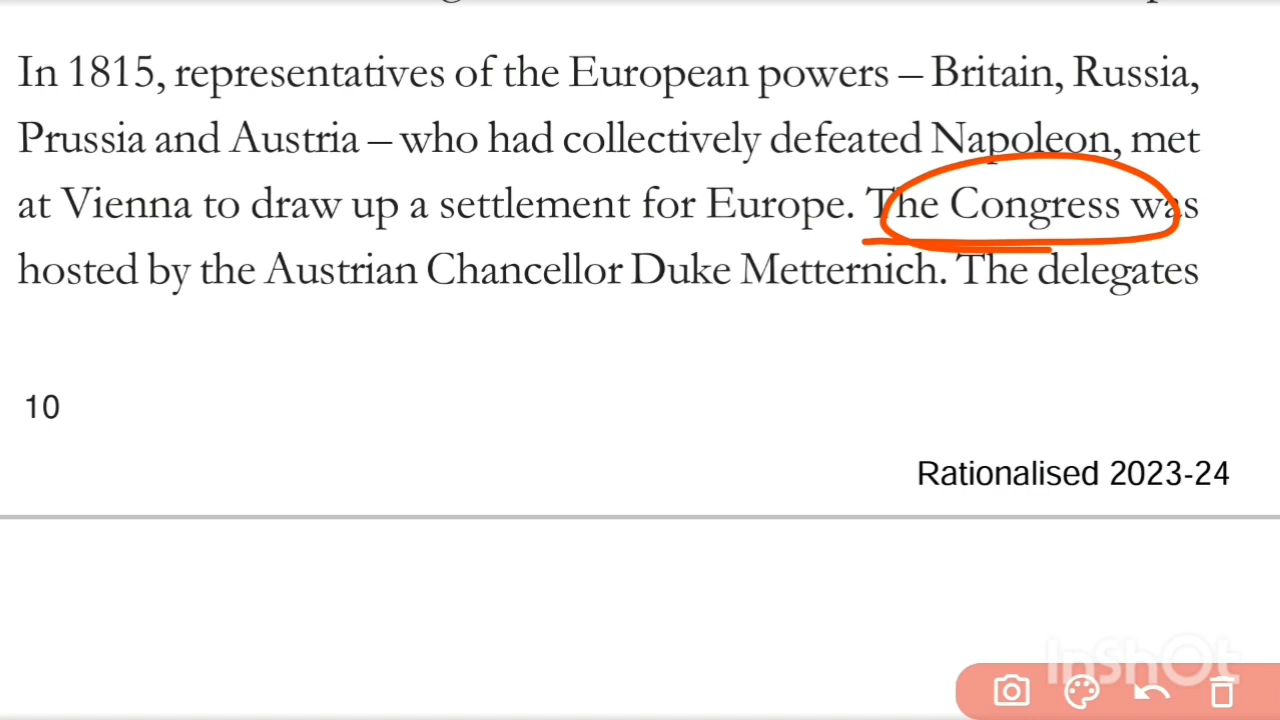 In 1815, representatives of the European powers – Britain, Russia,
Prussia and Austria – who had collectively defeated Napoleon, met
at Vienna to draw up a settlement for Europe. The Congress was
hosted by the Austrian Chancellor Duke Metternich. The delegates
10
Rationalised 2023-24
InShOt